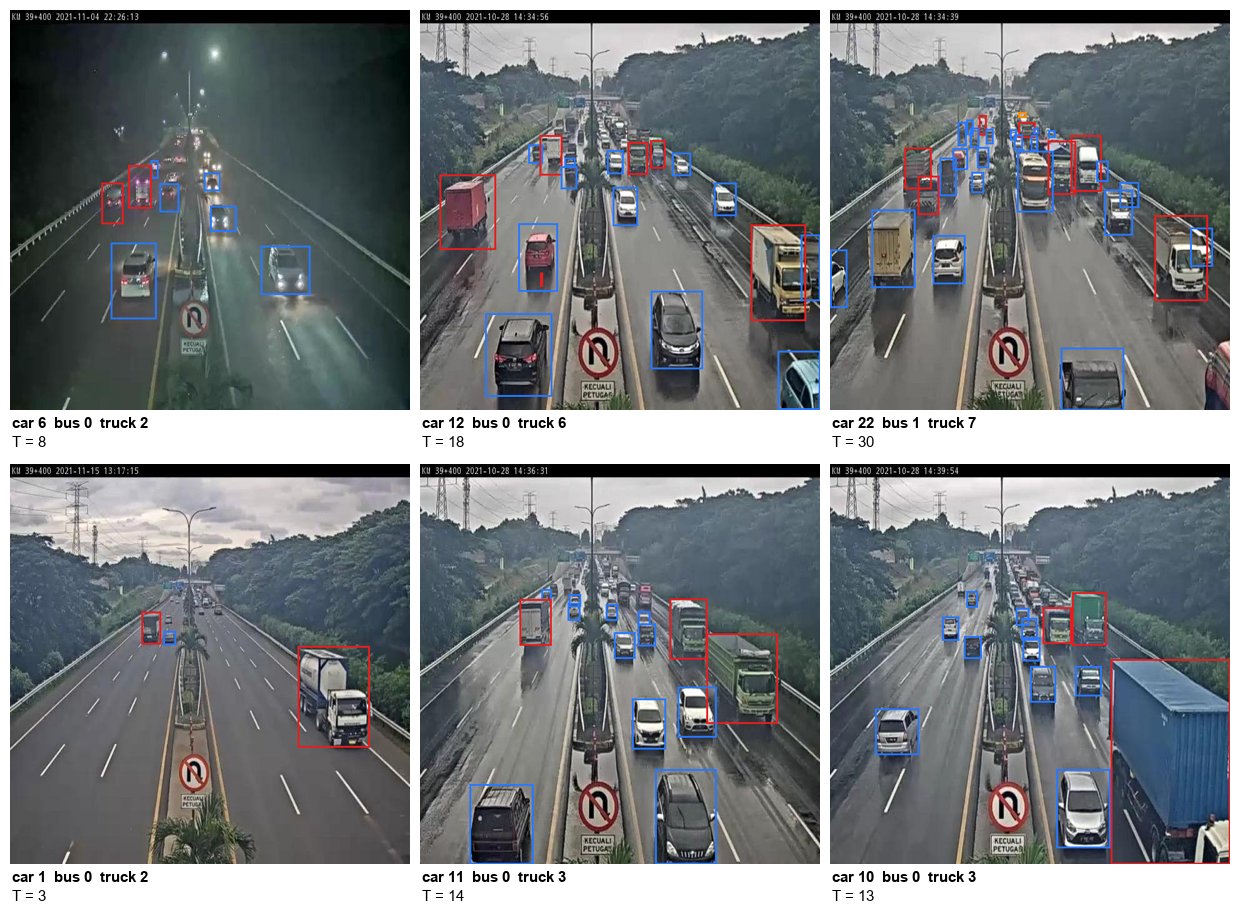 KM 39+400 2021-11-04 22:26:13
KM 39+400 2021-10-28 14:34:56
KM 39+400 2021-10-28 14:34:39
KECUALI
PETUGAS
KECUALI
PETUGAS
KECUALI
PETUGAS
car 6 bus 0 truck 2
T = 8
car 12 bus 0 truck 6
T = 18
car 22 bus 1 truck 7
T = 30
KM 39+400 2021-11-15 13:17:15
KM 39+400 2021-10-28 14:36:31
KM 39+400 2021-10-28 14:39:54
KECUALI
PETUGAS
KECUALI
PETUGAS
KECUALI
PETUGAS
car 1 bus 0 truck 2
T = 3
car 11 bus 0 truck 3
T = 14
car 10 bus 0 truck 3
T = 13